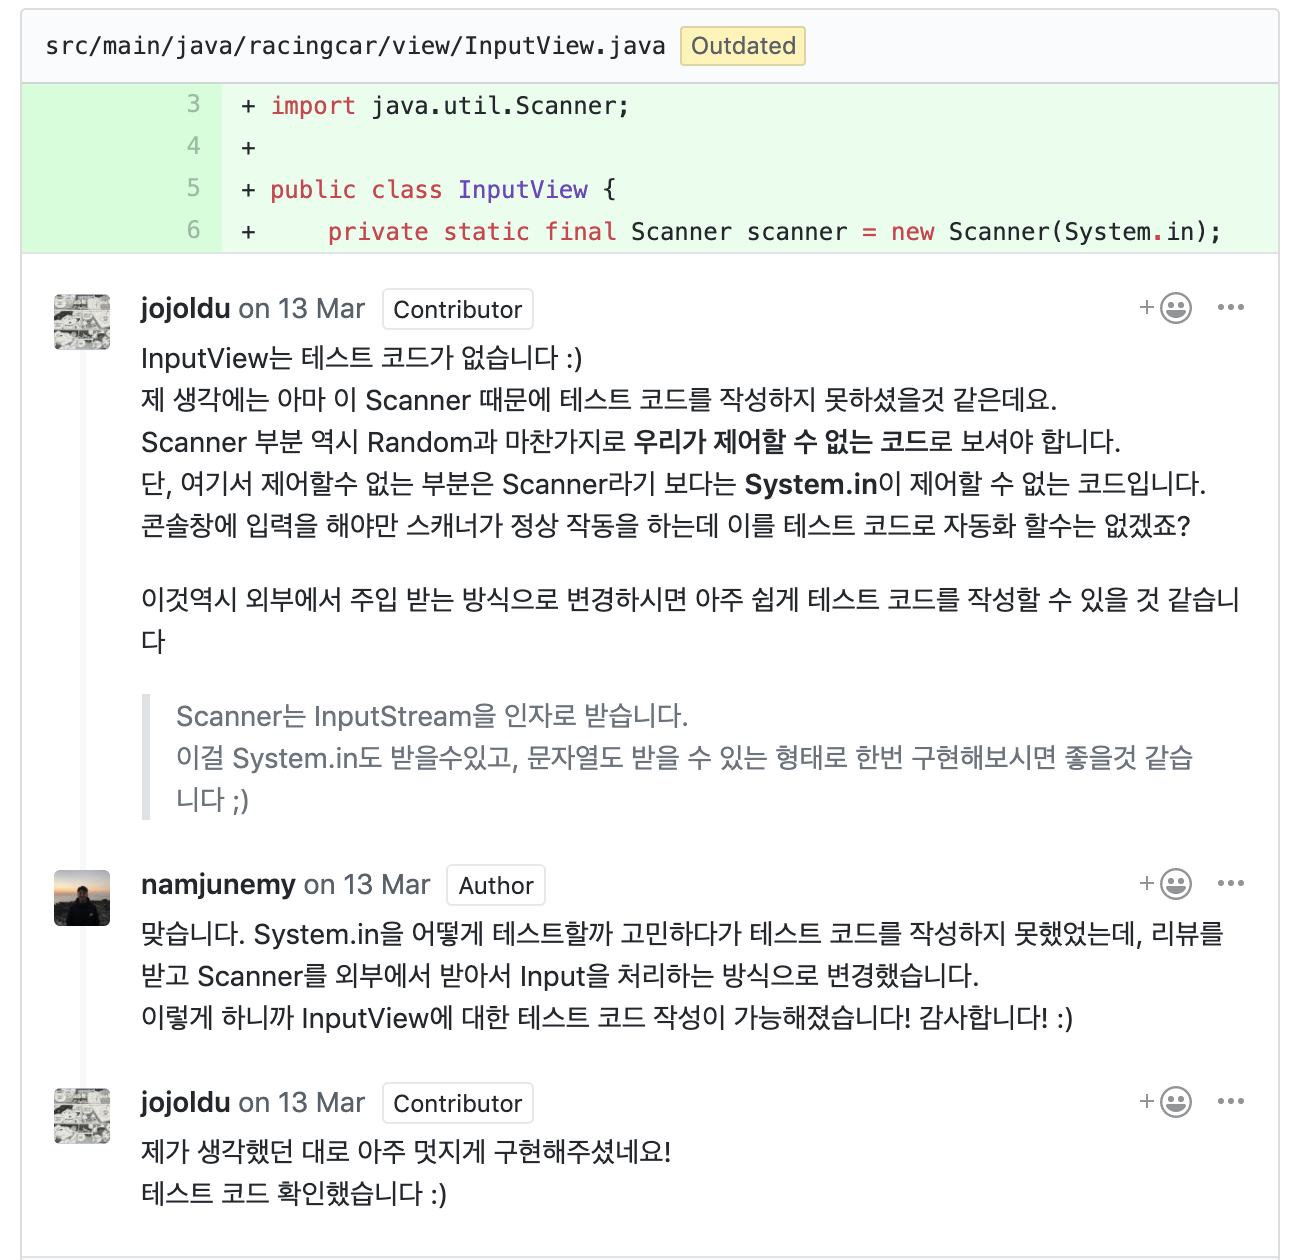 src/main/java/racingcar/view/InputView.java Outdated
3 + import java.util.Scanner;
4 +
5 + public class InputView {
6 + private static final Scanner scanner = new Scanner(System.in);
jojoldu on 13 Mar Contributor
InputView는 테스트 코드가 없습니다 :)
제 생각에는 아마 이 Scanner 때문에 테스트 코드를 작성하지 못하셨을것 같은데요.
Scanner 부분 역시 Random과 마찬가지로 우리가 제어할 수 없는 코드로 보셔야 합니다.
단, 여기서 제어할수 없는 부분은 Scanner라기 보다는 System.in이 제어할 수 없는 코드입니다.
콘솔창에 입력을 해야만 스캐너가 정상 작동을 하는데 이를 테스트 코드로 자동화 할수는 없겠죠?
이것역시 외부에서 주입 받는 방식으로 변경하시면 아주 쉽게 테스트 코드를 작성할 수 있을 것 같습니
다
Scanner는 InputStream을 인자로 받습니다.
이걸 System.in도 받을수있고, 문자열도 받을 수 있는 형태로 한번 구현해보시면 좋을것 같습
니다 ;)
namjunemy on 13 Mar Author
맞습니다. System.in을 어떻게 테스트할까 고민하다가 테스트 코드를 작성하지 못했었는데, 리뷰를
받고 Scanner를 외부에서 받아서 Input을 처리하는 방식으로 변경했습니다.
이렇게 하니까 InputView에 대한 테스트 코드 작성이 가능해졌습니다! 감사합니다! :)
jojoldu on 13 Mar Contributor
제가 생각했던 대로 아주 멋지게 구현해주셨네요!
테스트 코드 확인했습니다 :)